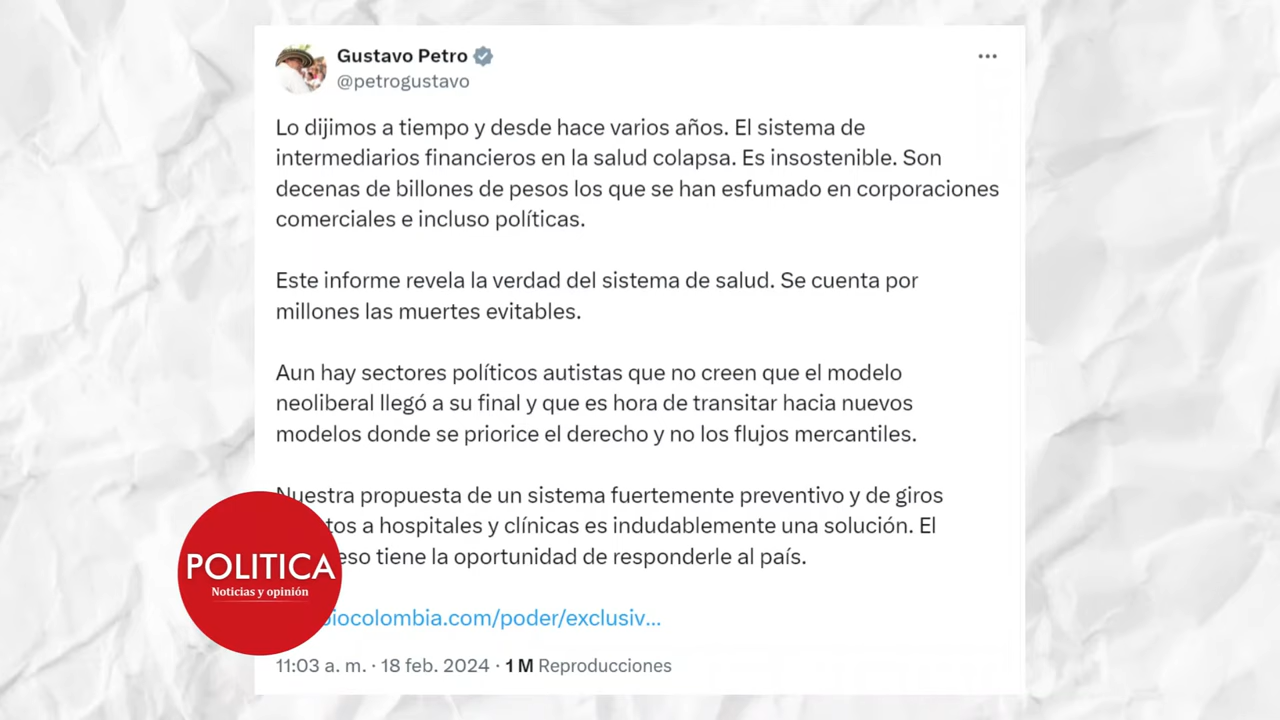 Gustavo Petro
@petrogustavo
Lo dijimos a tiempo y desde hace varios años. El sistema de
intermediarios financieros en la salud colapsa. Es insostenible. Son
decenas de billones de pesos los que se han esfumado en corporaciones
comerciales e incluso políticas.
Este informe revela la verdad del sistema de salud. Se cuenta por
millones las muertes evitables.
Aun hay sectores políticos autistas que no creen que el modelo
neoliberal llegó a su final y que es hora de transitar hacia nuevos
modelos donde se priorice el derecho y no los flujos mercantiles.
Nuestra propuesta de un sistema fuertemente preventivo y de giros
a hospitales y clínicas es indudablemente una solución. El
tiene la oportunidad de responderle al país.
POLITICA
Noticias y opinión
iocolombia.com/poder/exclusiv...
11:03 a. m. · 18 feb. 2024 · 1 M Reproducciones